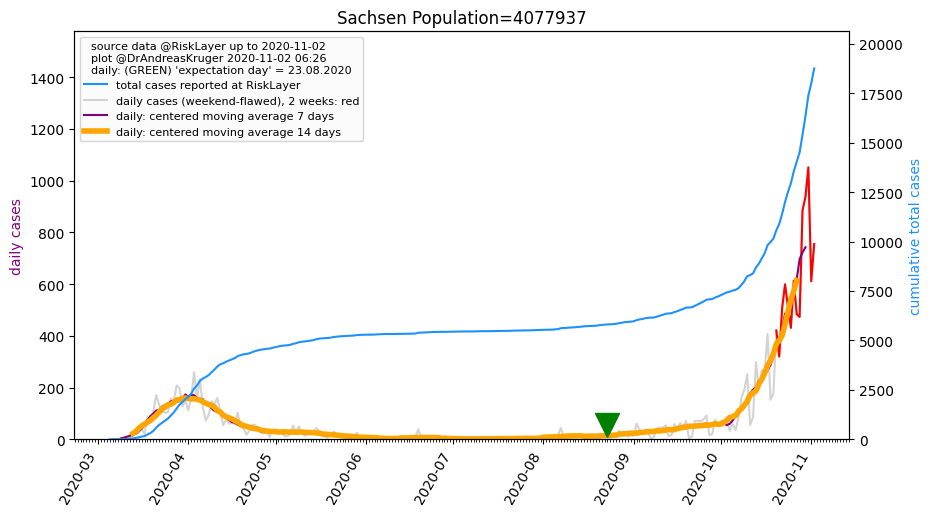 Sachsen Population=4077937
source data @RiskLayer up to 2020-11-02
plot @DrAndreasKruger 2020-11-02 06:26
daily: (GREEN) 'expectation day' = 23.08.2020
total cases reported at RiskLayer
daily cases (weekend-flawed), 2 weeks: red
daily: centered moving average 7 days
daily: centered moving average 14 days
daily cases
1400
1200
1000
800
600
400
200
0
20000
17500
15000
12500
10000
7500
5000
2500
0
cumulative total cases
2020-03
2020-04
2020-05
2020-06
2020-07
2020-08
2020-09
2020-10
2020-11